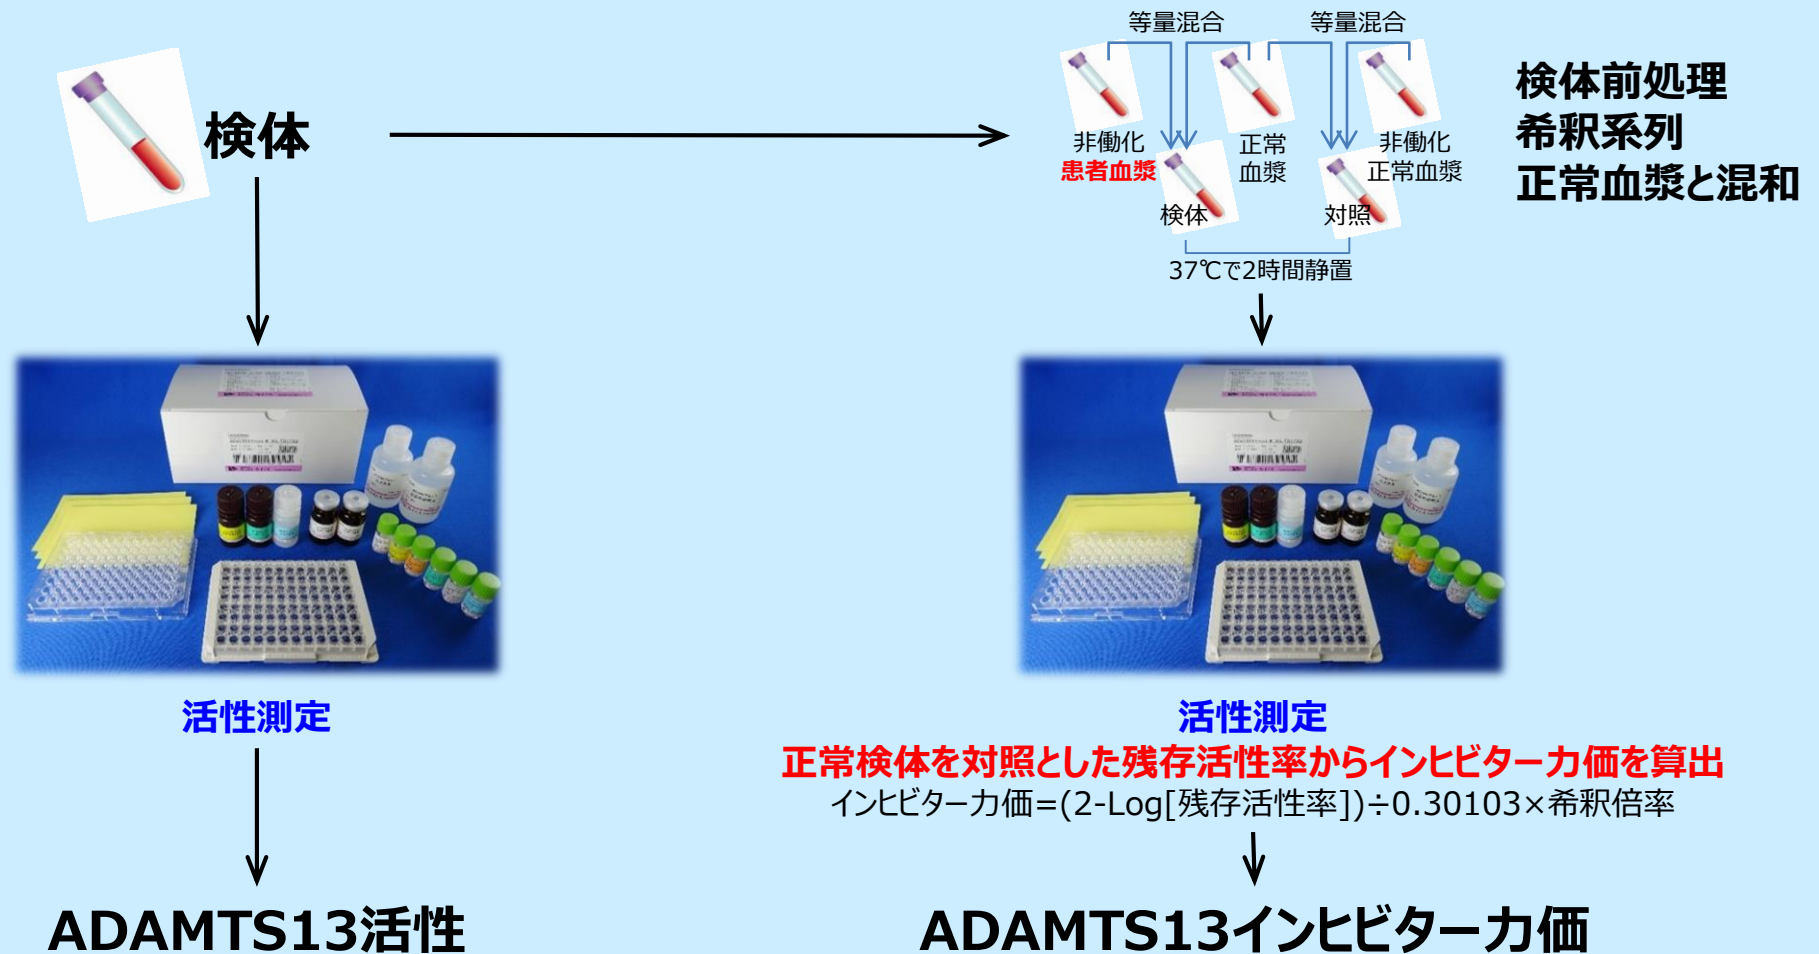 等量混合
等量混合
検体
非働化
患者血漿
正常
血漿
非働化
正常血漿
検体
対照
37℃で2時間静置
検体前処理
希釈系列
正常血漿と混和
活性測定
ADAMTS13活性
活性測定
正常検体を対照とした残存活性率からインヒビター力価を算出
インヒビター力価=(2-Log[残存活性率])÷0.30103×希釈倍率
ADAMTS13インヒビター力価